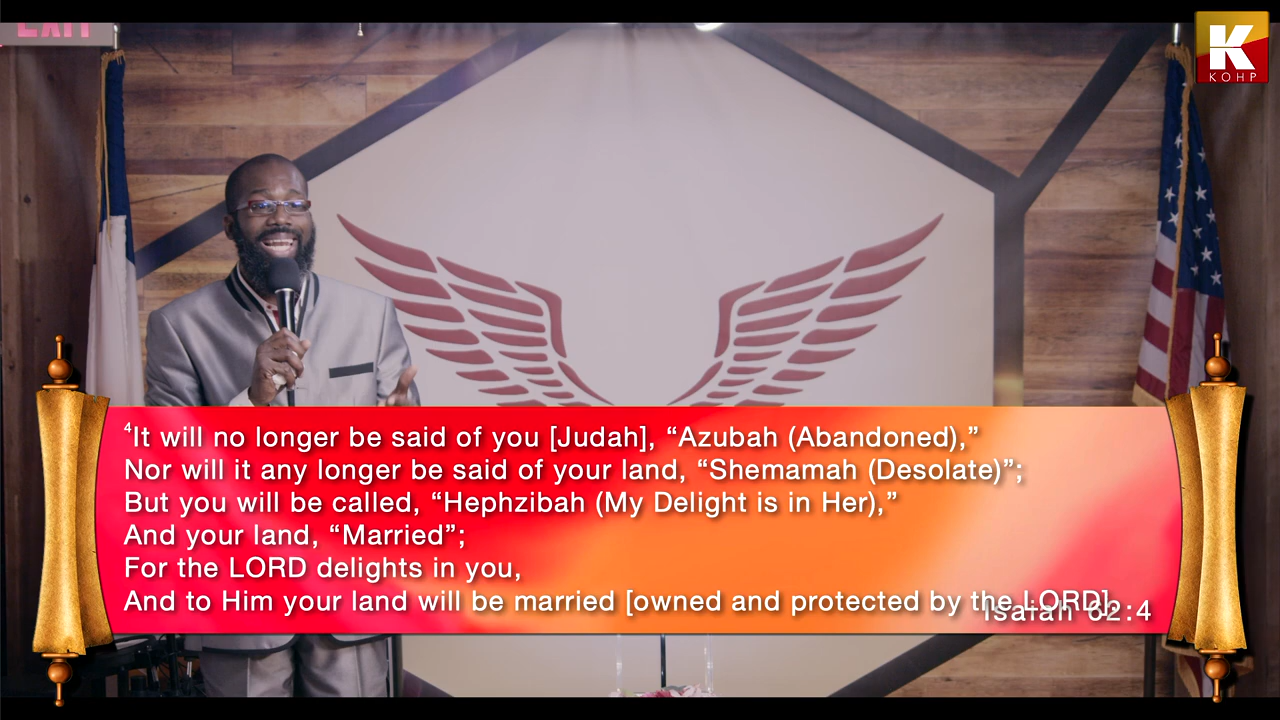 EXIT
K
KOHP
4It will no longer be said of you [Judah], “Azubah (Abandoned),”
Nor will it any longer be said of your land, “Shemamah (Desolate)”;
But you will be called, “Hephzibah (My Delight is in Her),”
And your land, “Married”;
For the LORD delights in you,
And to Him your land will be married [owned and protected by the LORD].
Isaiah 62:4